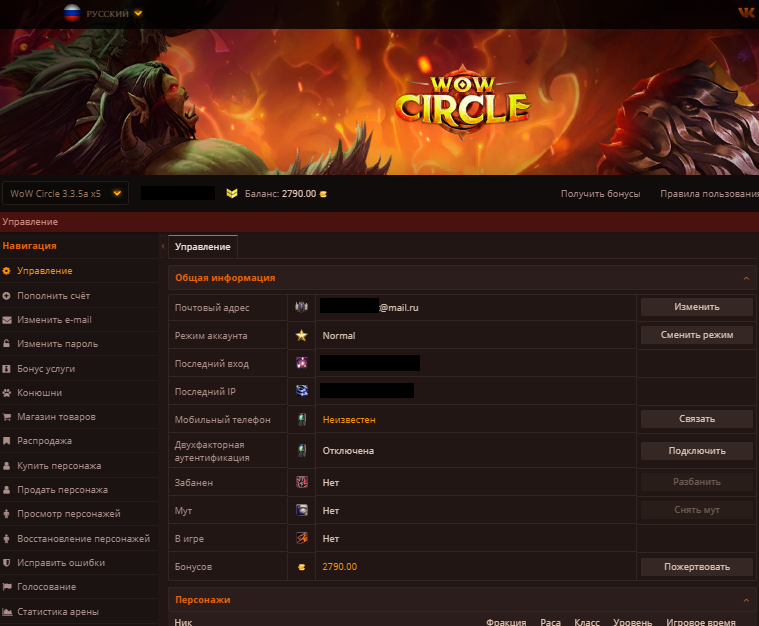 РУССКИЙ
WOW
CIRCLE
WoW Circle 3.3.5a x5
Баланс: 2790.00
Получить бонусы
Правила пользования
Управление
Навигация
Управление
Управление
Пополнить счёт
Изменить e-mail
Изменить пароль
Бонус услуги
Конюшни
Магазин товаров
Распродажа
Купить персонажа
Продать персонажа
Просмотр персонажей
Восстановление персонажей
Исправить ошибки
Голосование
Статистика арены
Общая информация
Почтовый адрес @mail.ru Изменить
Режим аккаунта Normal Сменить режим
Последний вход
Последний IP
Мобильный телефон Неизвестен Связать
Двухфакторная
аутентификация Отключена Подключить
Забанен Нет Разбанить
Мут Нет Снять мут
В игре Нет
Бонусов 2790.00 Пожертвовать
Персонажи
Ник Фракция Раса Класс Уровень Игровое время